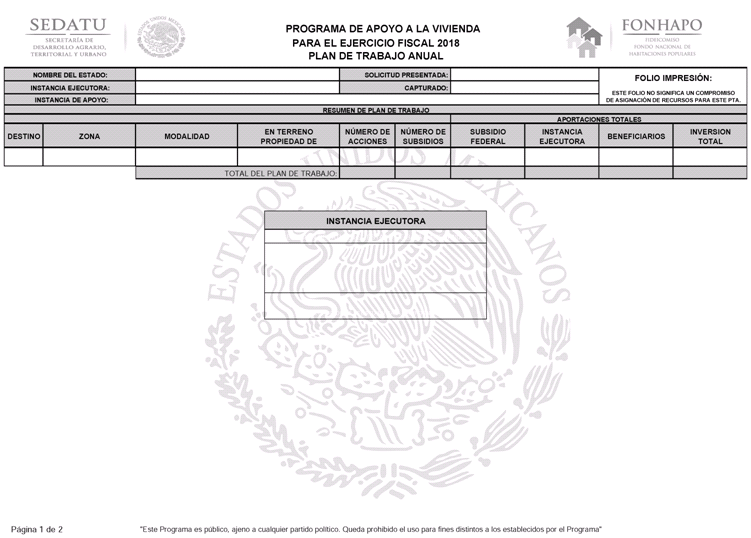 SEDATU
SECRETARÍA DE
DESARROLLO AGRARIO,
TERRITORIAL Y URBANO
PROGRAMA DE APOYO A LA VIVIENDA
PARA EL EJERCICIO FISCAL 2018
PLAN DE TRABAJO ANUAL
FONHAPO
FIDEICOMISO
FONDO NACIONAL DE
HABITACIONES POPULARES
NOMBRE DEL ESTADO: SOLICITUD PRESENTADA:
INSTANCIA EJECUTORA: CAPTURADO:
INSTANCIA DE APOYO:
FOLIO IMPRESIÓN:
ESTE FOLIO NO SIGNIFICA UN COMPROMISO
DE ASIGNACIÓN DE RECURSOS PARA ESTE PTA.
RESUMEN DE PLAN DE TRABAJO
APORTACIONES TOTALES
DESTINO ZONA MODALIDAD EN TERRENO PROPIEDAD DE NÚMERO DE ACCIONES NÚMERO DE SUBSIDIOS SUBSIDIO FEDERAL INSTANCIA EJECUTORA BENEFICIARIOS INVERSION TOTAL
TOTAL DEL PLAN DE TRABAJO:
ESTADOS UNIDOS MEXICANOS
INSTANCIA EJECUTORA
Página 1 de 2 "Este Programa es público, ajeno a cualquier partido político. Queda prohibido el uso para fines distintos a los establecidos por el Programa"